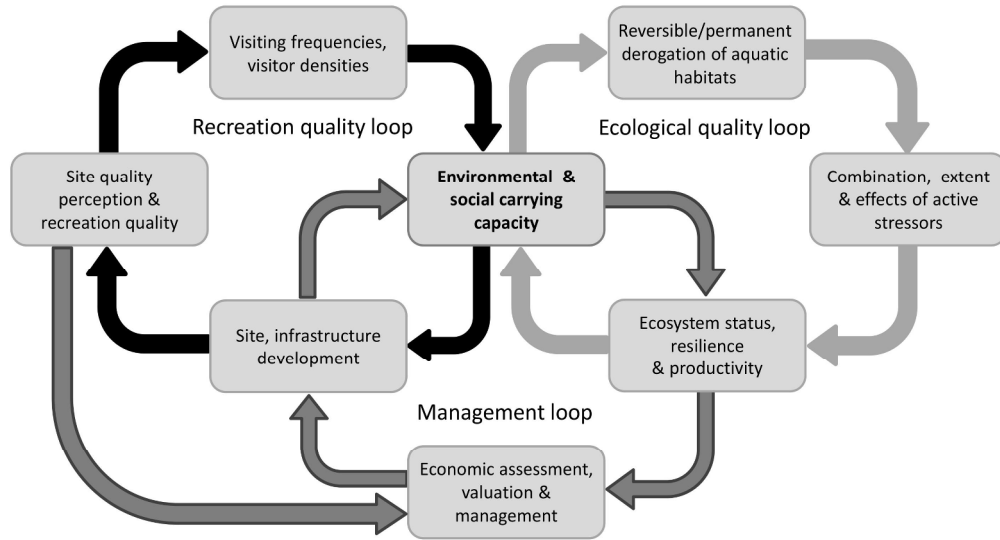 Visiting frequencies,
visitor densities
Reversible/permanent
derogation of aquatic
habitats
Recreation quality loop
Ecological quality loop
Site quality
perception &
recreation quality
Environmental &
social carrying
capacity
Combination, extent
& effects of active
stressors
Site, infrastructure
development
Ecosystem status,
resilience
& productivity
Management loop
Economic assessment,
valuation &
management